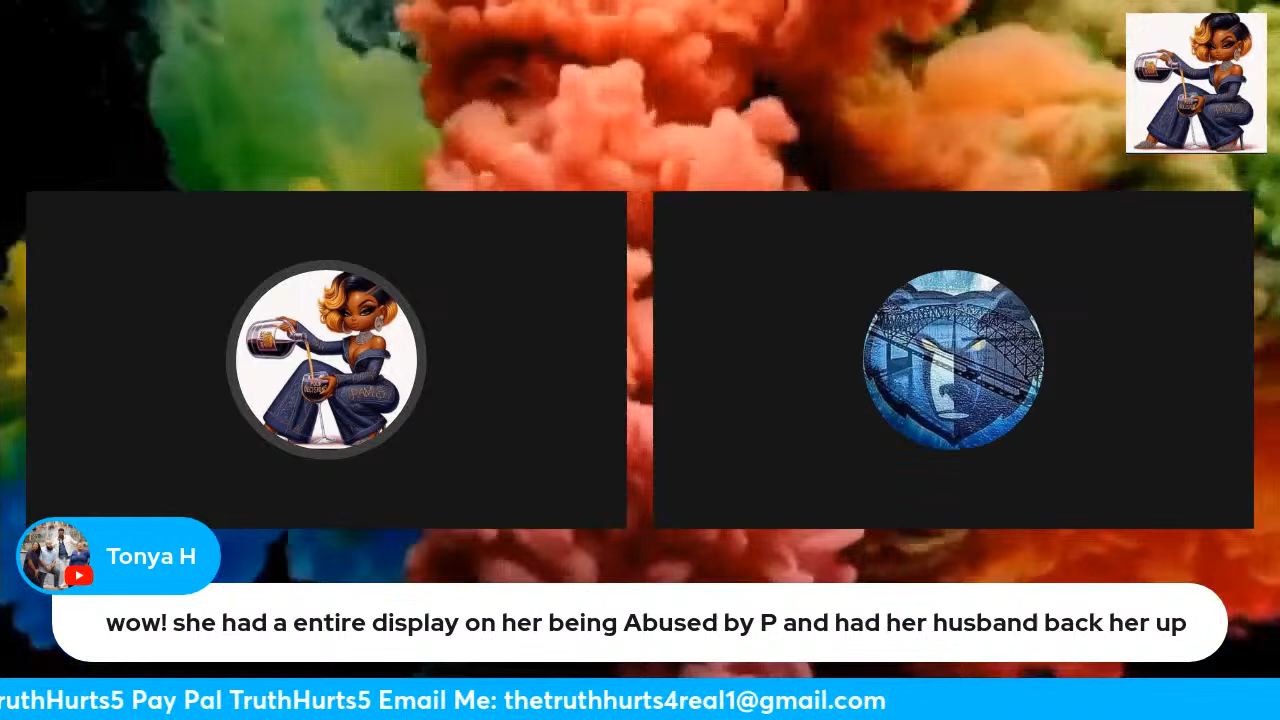 Tonya H
wow! she had a entire display on her being Abused by P and had her husband back her up
ruthHurts5 Pay Pal TruthHurts5 Email Me: thetruthhurts4real1@gmail.com